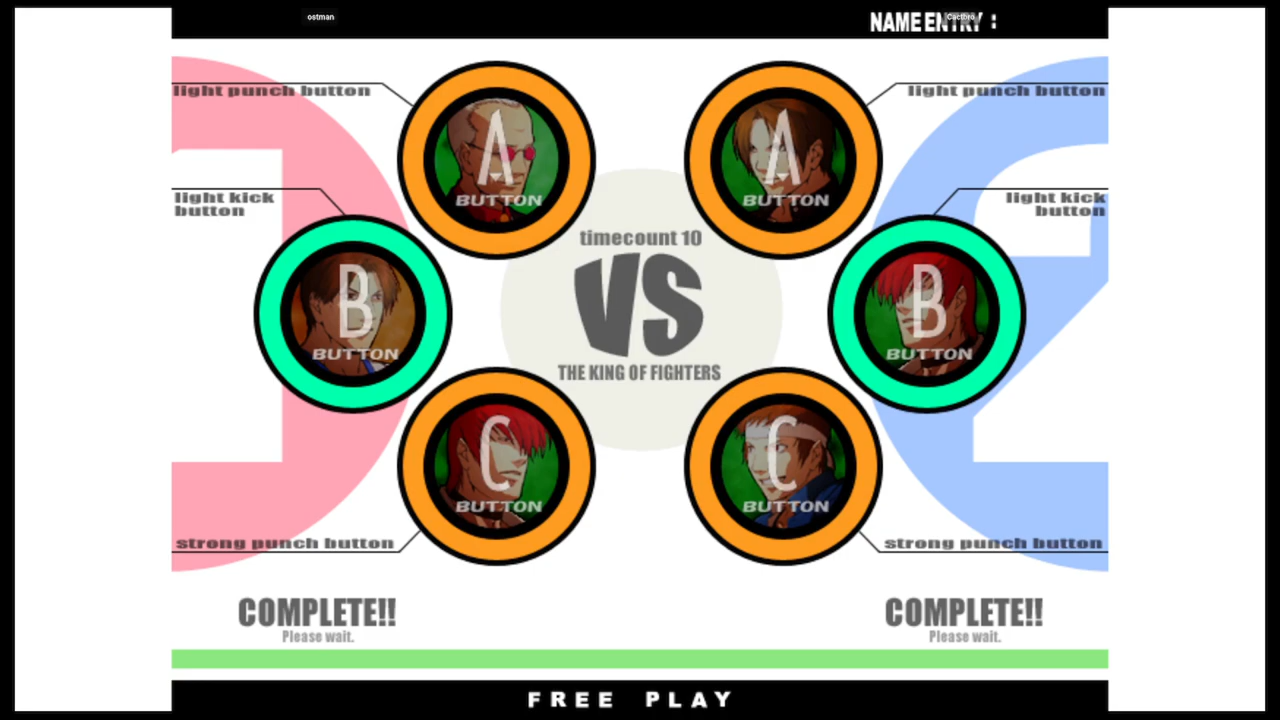 ostman
NAME ENTRY :
Cactbro
light punch button
light punch button
A
BUTTON
A
BUTTON
light kick
button
light kick
button
timecount 10
VS
THE KING OF FIGHTERS
B
BUTTON
B
BUTTON
C
BUTTON
C
BUTTON
strong punch button
strong punch button
COMPLETE!!
Please wait.
COMPLETE!!
Please wait.
FREE PLAY